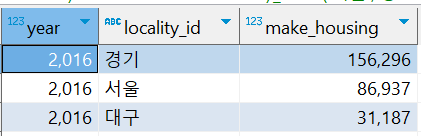 123 year ABC locality_id 123 make_housing
2,016 경기 156,296
2,016 서울 86,937
2,016 대구 31,187